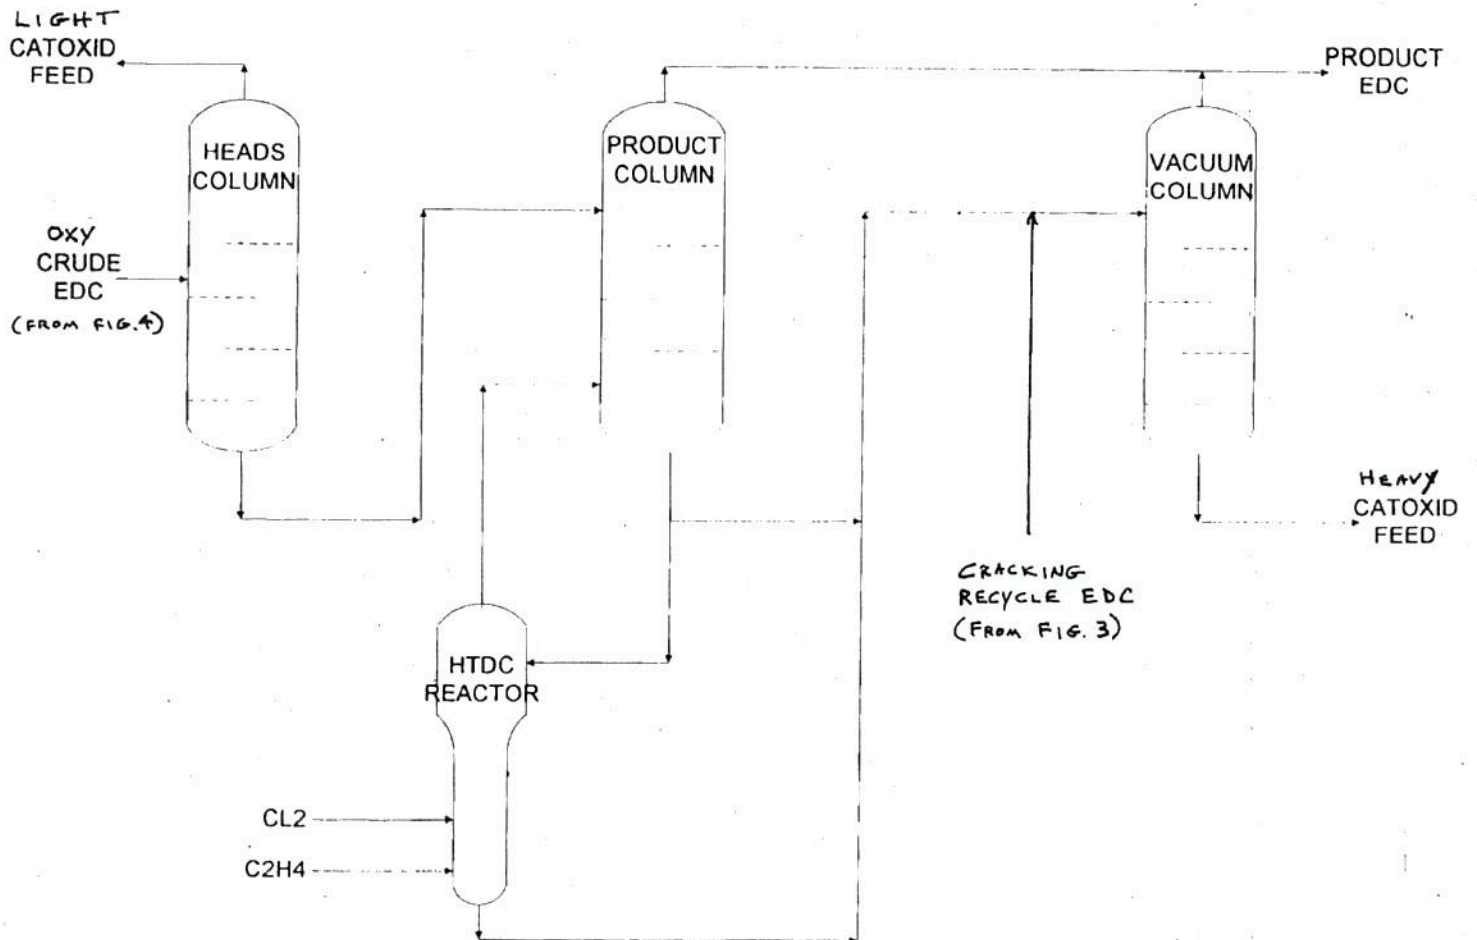 LIGHT
CATOXID
FEED
PRODUCT
EDC
HEADS
COLUMN
PRODUCT
COLUMN
VACUUM
COLUMN
OXY
CRUDE
EDC
(FROM FIG.4)
HEAVY
CATOXID
FEED
CRACKING
RECYCLE EDC
(FROM FIG. 3)
HTDC
REACTOR
CL2
C2H4